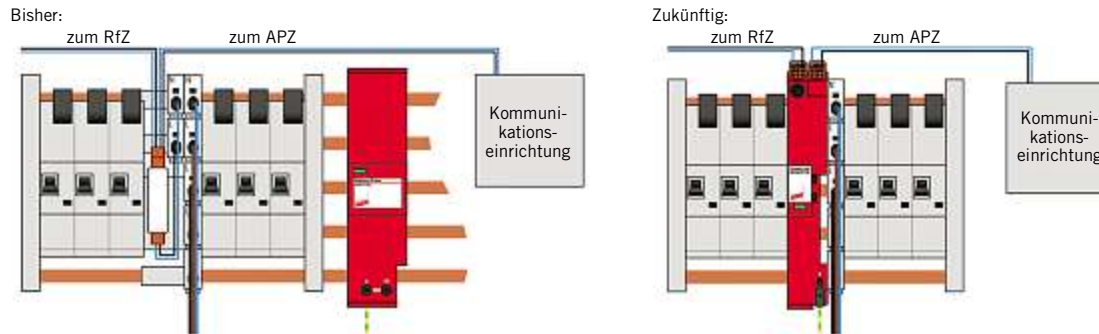 Bisher:
zum RfZ
zum APZ
Kommuni-
kations-
einrichtung
Zukünftig:
zum RfZ
zum APZ
Kommuni-
kations-
einrichtung